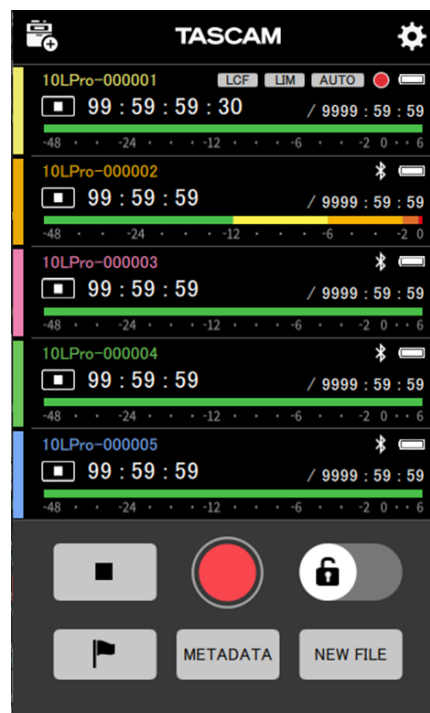 TASCAM
10LPro-000001 LCF LIM AUTO
99 : 59 : 59 : 30 / 9999 : 59 : 59
-48 · · -24 · · -12 · · -6 · · -2 0 · · 6
10LPro-000002
99 : 59 : 59 / 9999 : 59 : 59
-48 · · -24 · · -12 · · -6 · · -2 0
10LPro-000003
99 : 59 : 59 / 9999 : 59 : 59
-48 · · -24 · · -12 · · -6 · · -2 0 · · 6
10LPro-000004
99 : 59 : 59 / 9999 : 59 : 59
-48 · · -24 · · -12 · · -6 · · -2 0 · · 6
10LPro-000005
99 : 59 : 59 / 9999 : 59 : 59
-48 · · -24 · · -12 · · -6 · · -2 0 · · 6
METADATA NEW FILE